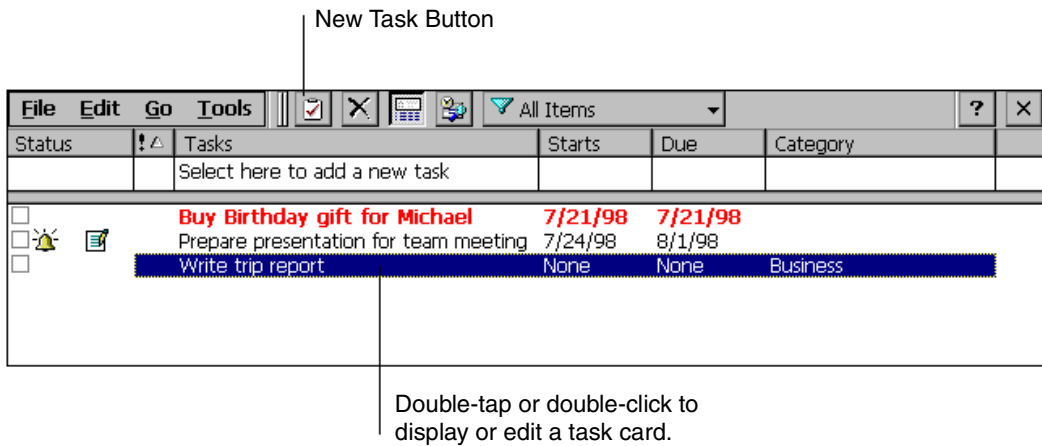 New Task Button
File Edit Go Tools All Items ? ×
Status ! Tasks Starts Due Category
Select here to add a new task
Buy Birthday gift for Michael 7/21/98 7/21/98
Prepare presentation for team meeting 7/24/98 8/1/98
Write trip report None None Business
Double-tap or double-click to
display or edit a task card.